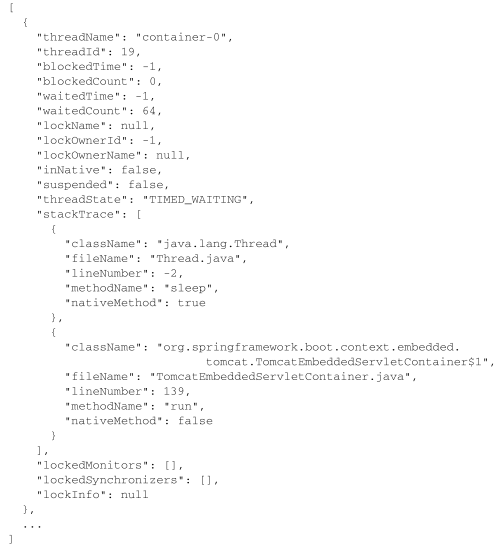 [
  {
    "threadName": "container-0",
    "threadId": 19,
    "blockedTime": -1,
    "blockedCount": 0,
    "waitedTime": -1,
    "waitedCount": 64,
    "lockName": null,
    "lockOwnerId": -1,
    "lockOwnerName": null,
    "inNative": false,
    "suspended": false,
    "threadState": "TIMED_WAITING",
    "stackTrace": [
      {
        "className": "java.lang.Thread",
        "fileName": "Thread.java",
        "lineNumber": -2,
        "methodName": "sleep",
        "nativeMethod": true
      },
      {
        "className": "org.springframework.boot.context.embedded.
                          tomcat.TomcatEmbeddedServletContainer$1",
        "fileName": "TomcatEmbeddedServletContainer.java",
        "lineNumber": 139,
        "methodName": "run",
        "nativeMethod": false
      }
    ],
    "lockedMonitors": [],
    "lockedSynchronizers": [],
    "lockInfo": null
  },
  ...
]